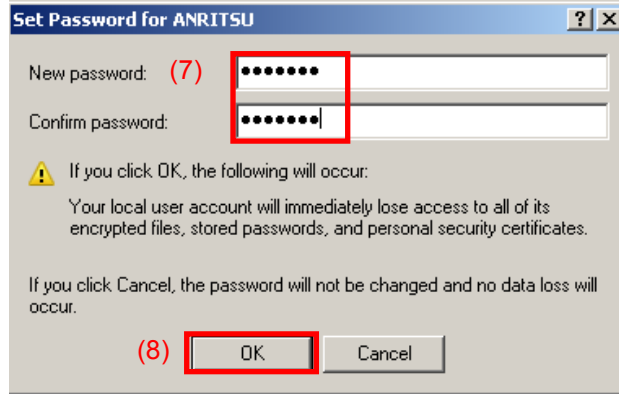 Set Password for ANRITSU
New password: (7) •••••••
Confirm password: •••••••
If you click OK, the following will occur:
Your local user account will immediately lose access to all of its
encrypted files, stored passwords, and personal security certificates.
If you click Cancel, the password will not be changed and no data loss will
occur.
(8) OK Cancel